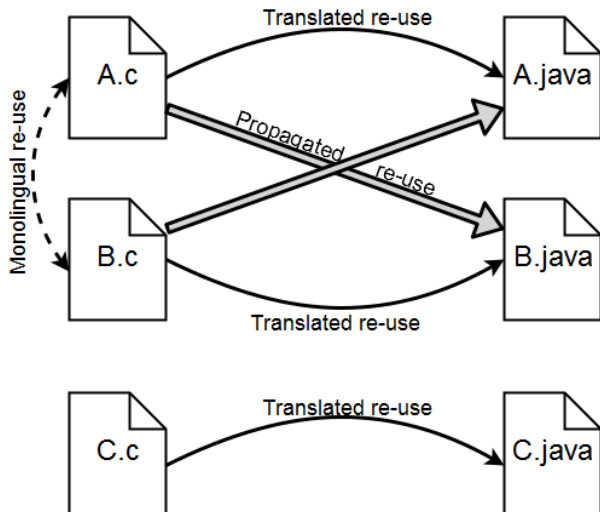 Translated re-use
A.c
A.java
Monolingual re-use
Propagated re-use
B.c
B.java
Translated re-use
Translated re-use
C.c
C.java